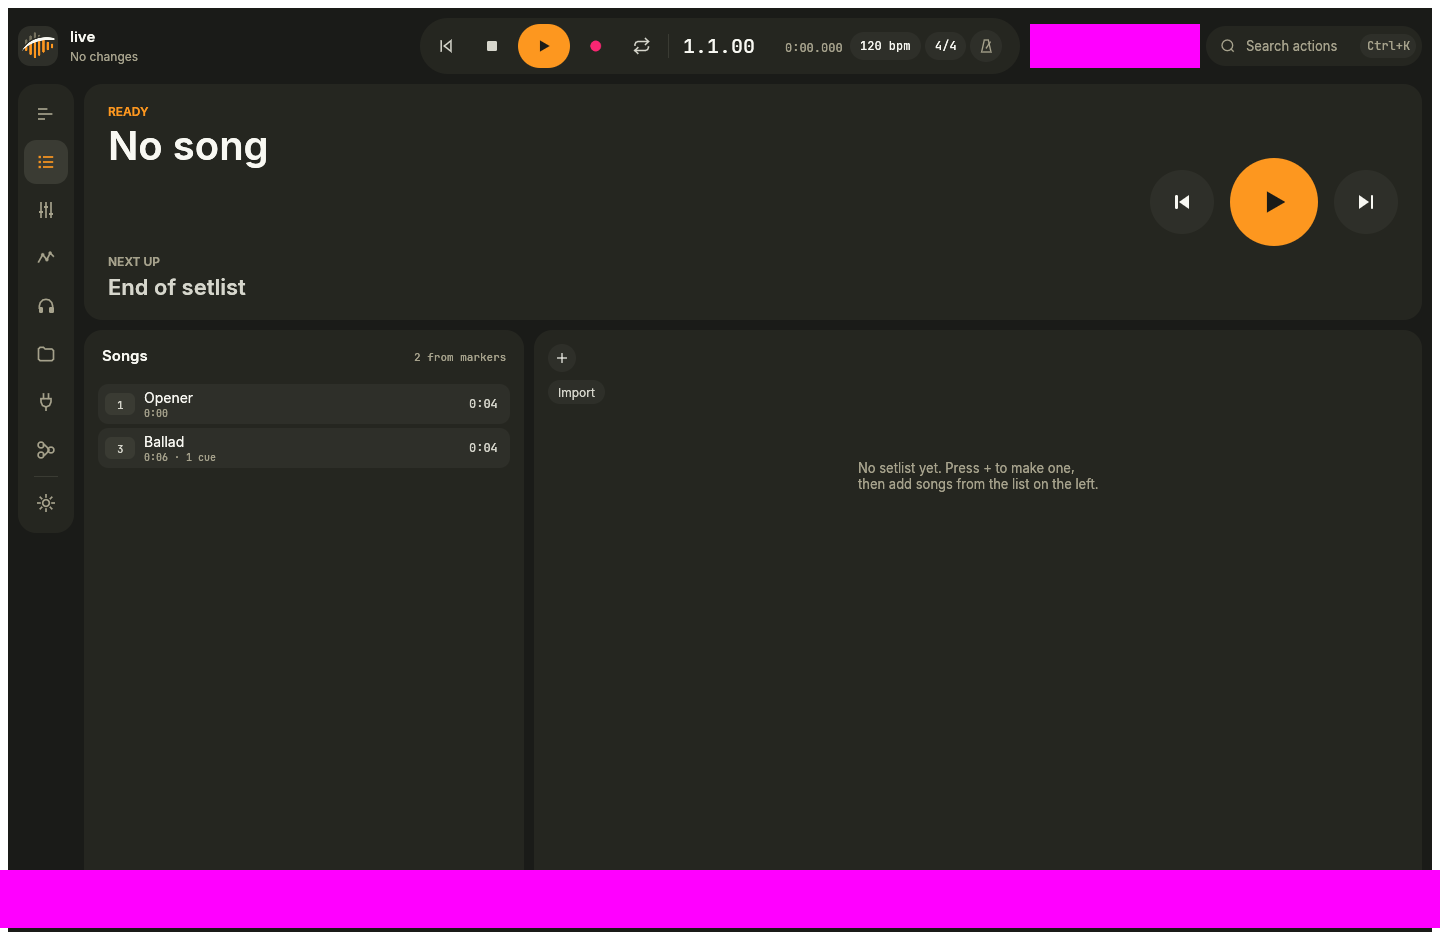 live
No changes
1.1.00
0:00.000
120 bpm
4/4
Search actions
Ctrl+K
READY
No song
NEXT UP
End of setlist
Songs
2 from markers
1
Opener
0:00
0:04
3
Ballad
0:06 · 1 cue
0:04
Import
No setlist yet. Press + to make one,
then add songs from the list on the left.